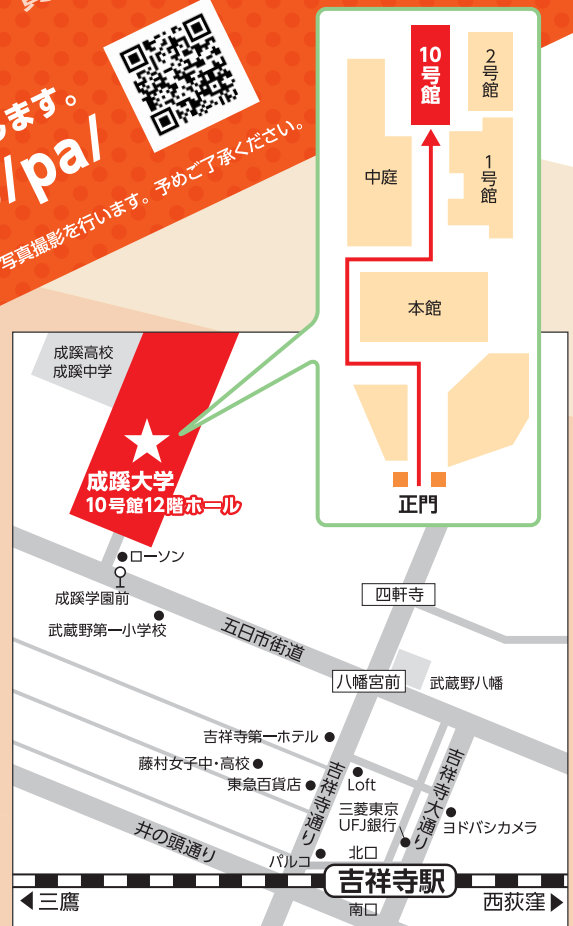 します。
/pa/
写真撮影を行います。予めご了承ください。
10号館
2号館
1号館
中庭
本館
正門
成蹊高校
成蹊中学
成蹊大学
10号館12階ホール
ローソン
成蹊学園前
武蔵野第一小学校
五日市街道
四軒寺
八幡宮前
武蔵野八幡
吉祥寺第一ホテル
藤村女子中・高校
東急百貨店
吉祥寺通り
Loft
吉祥寺大通り
三菱東京
UFJ銀行
ヨドバシカメラ
井の頭通り
パルコ
北口
吉祥寺駅
南口
三鷹
西荻窪